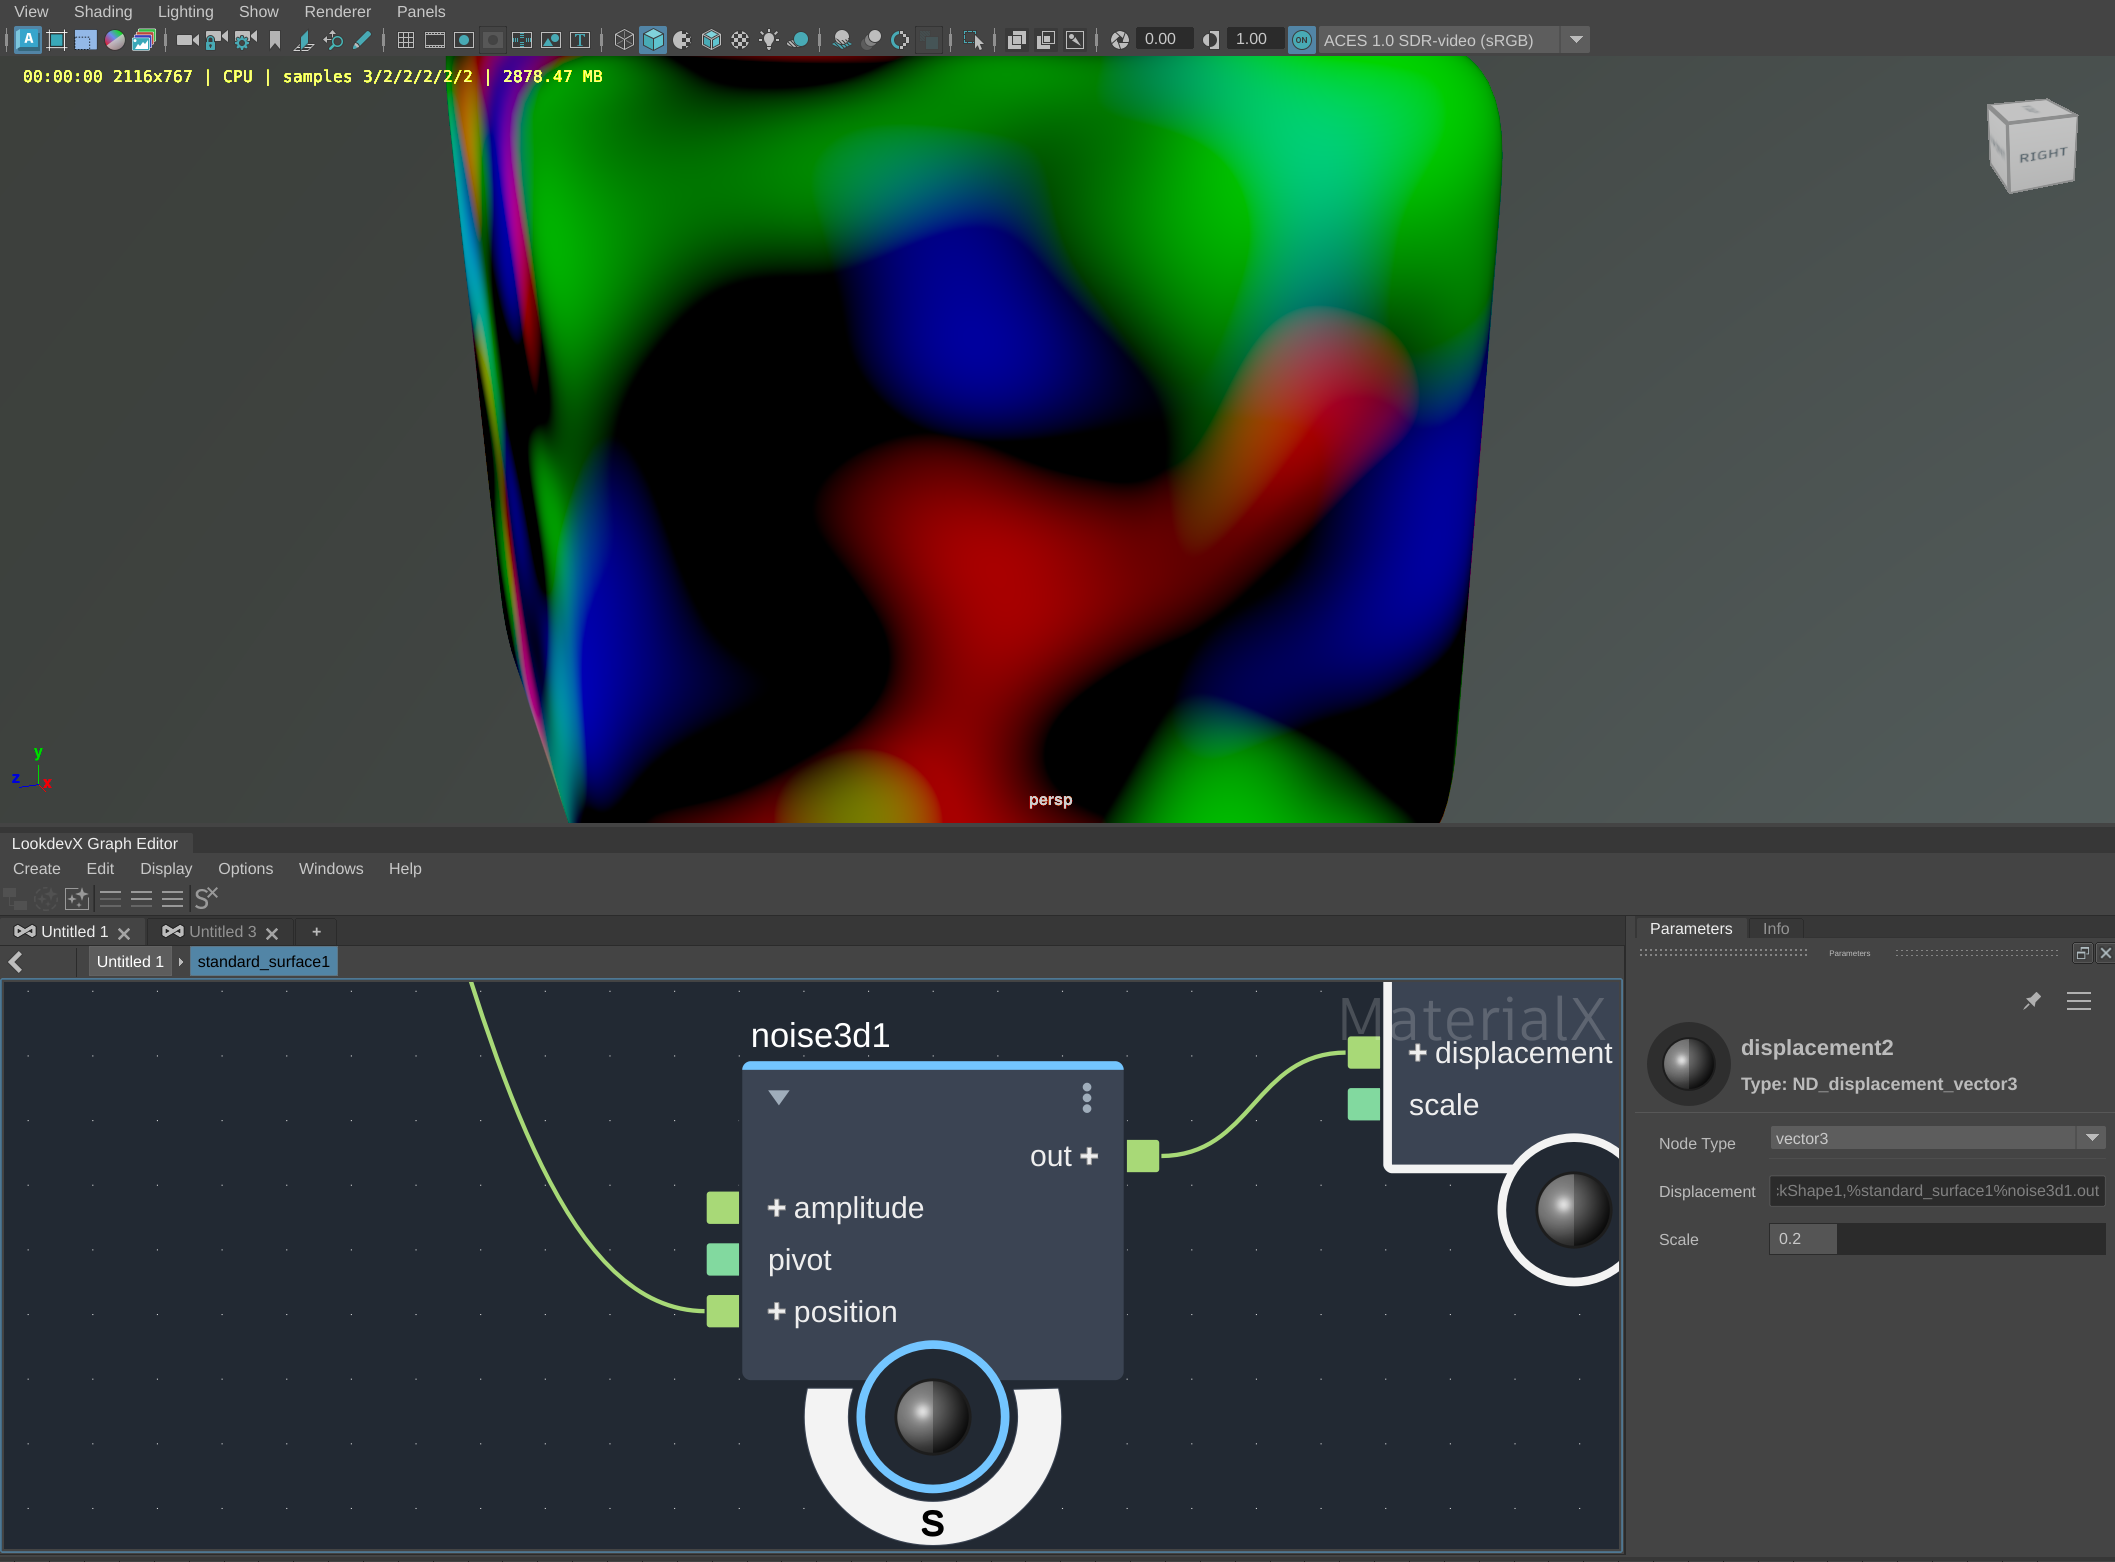 View Shading Lighting Show Renderer Panels
A T 0.00 1.00 ON ACES 1.0 SDR-video (sRGB)
00:00:00 2116x767 | CPU | samples 3/2/2/2/2/2 | 2878.47 MB
RIGHT
y
z x
persp
LookdevX Graph Editor
Create Edit Display Options Windows Help
S×
Untitled 1 Untitled 3 +
Untitled 1 standard_surface1
MaterialX
noise3d1
out
amplitude
pivot
position
S
displacement
scale
Parameters Info
Parameters
displacement2
Type: ND_displacement_vector3
Node Type vector3
Displacement :kShape1,%standard_surface1%noise3d1.out
Scale 0.2